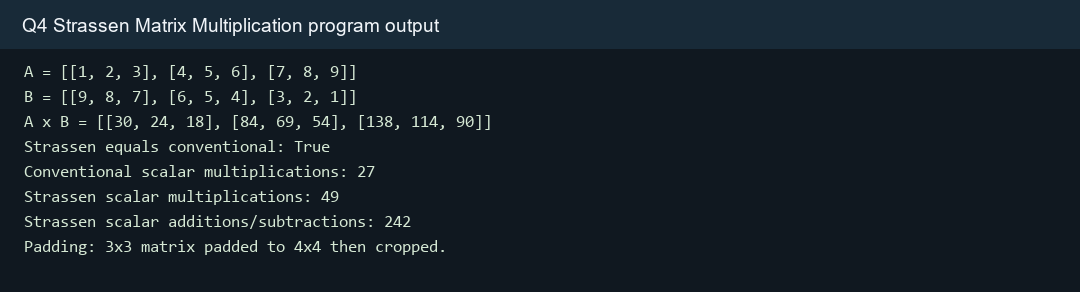 Q4 Strassen Matrix Multiplication program output
A = [[1, 2, 3], [4, 5, 6], [7, 8, 9]]
B = [[9, 8, 7], [6, 5, 4], [3, 2, 1]]
A x B = [[30, 24, 18], [84, 69, 54], [138, 114, 90]]
Strassen equals conventional: True
Conventional scalar multiplications: 27
Strassen scalar multiplications: 49
Strassen scalar additions/subtractions: 242
Padding: 3x3 matrix padded to 4x4 then cropped.